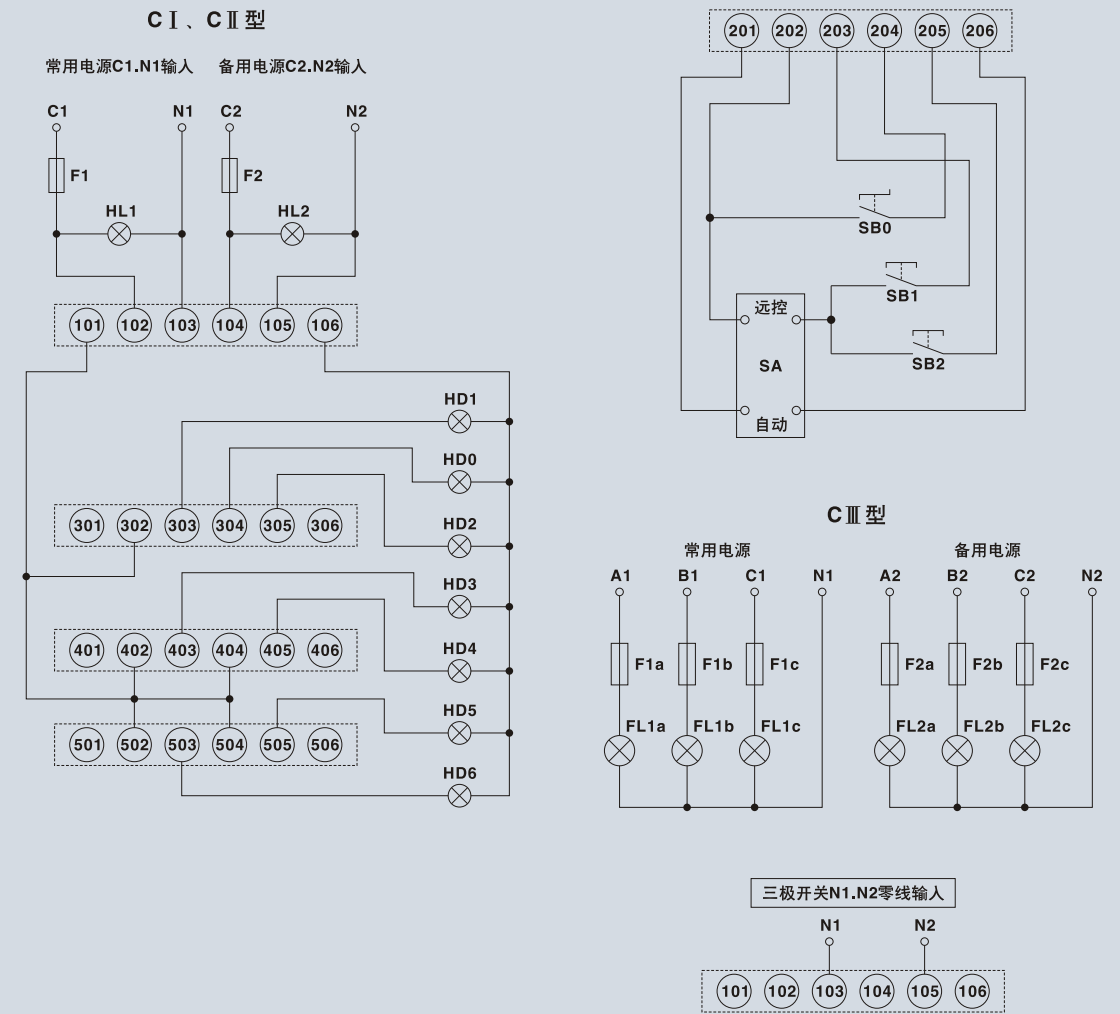 CⅠ、CⅡ型
常用电源C1.N1输入 备用电源C2.N2输入
C1 N1 C2 N2
F1 F2
HL1 HL2
101 102 103 104 105 106
HD1
HD0
301 302 303 304 305 306
HD2
HD3
401 402 403 404 405 406
HD4
HD5
501 502 503 504 505 506
HD6
201 202 203 204 205 206
SB0
SB1
远控
SB2
SA
自动
CⅢ型
常用电源 备用电源
A1 B1 C1 N1 A2 B2 C2 N2
F1a F1b F1c F2a F2b F2c
FL1a FL1b FL1c FL2a FL2b FL2c
三极开关N1.N2零线输入
N1 N2
101 102 103 104 105 106